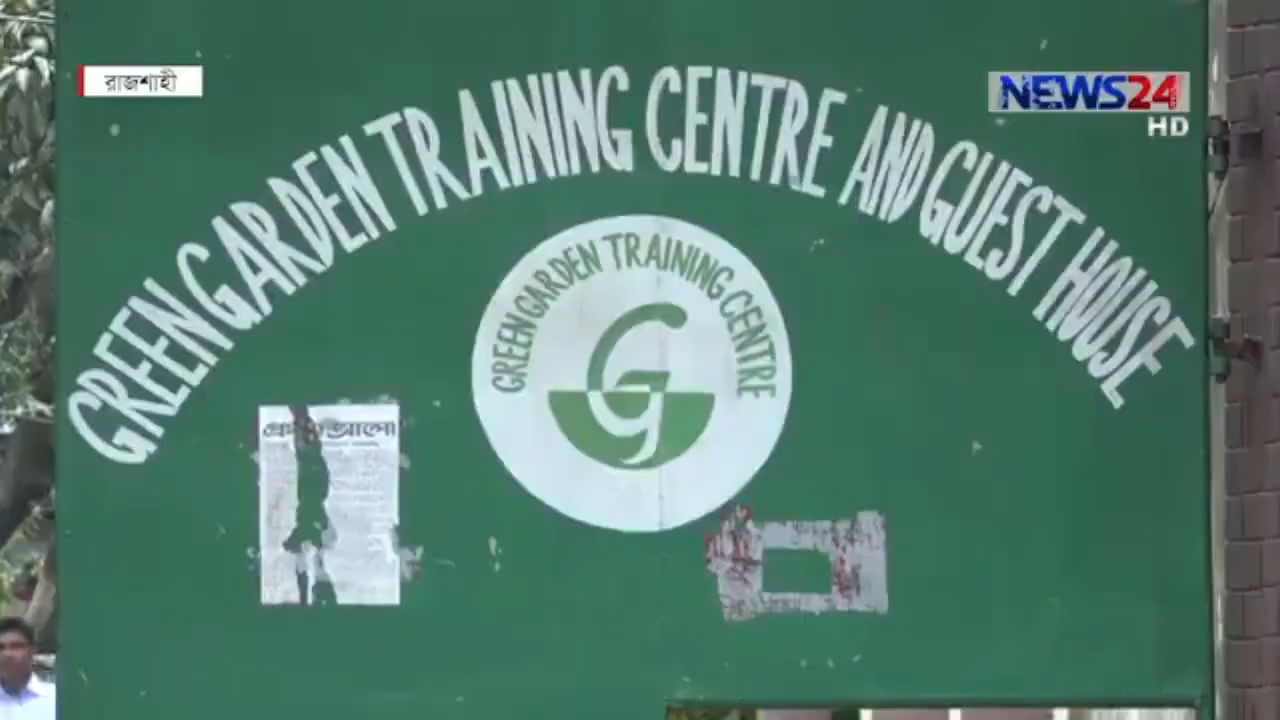 রাজশাহী
NEWS24
HD
GREEN GARDEN TRAINING CENTRE AND GUEST HOUSE
GREEN GARDEN TRAINING CENTRE
G